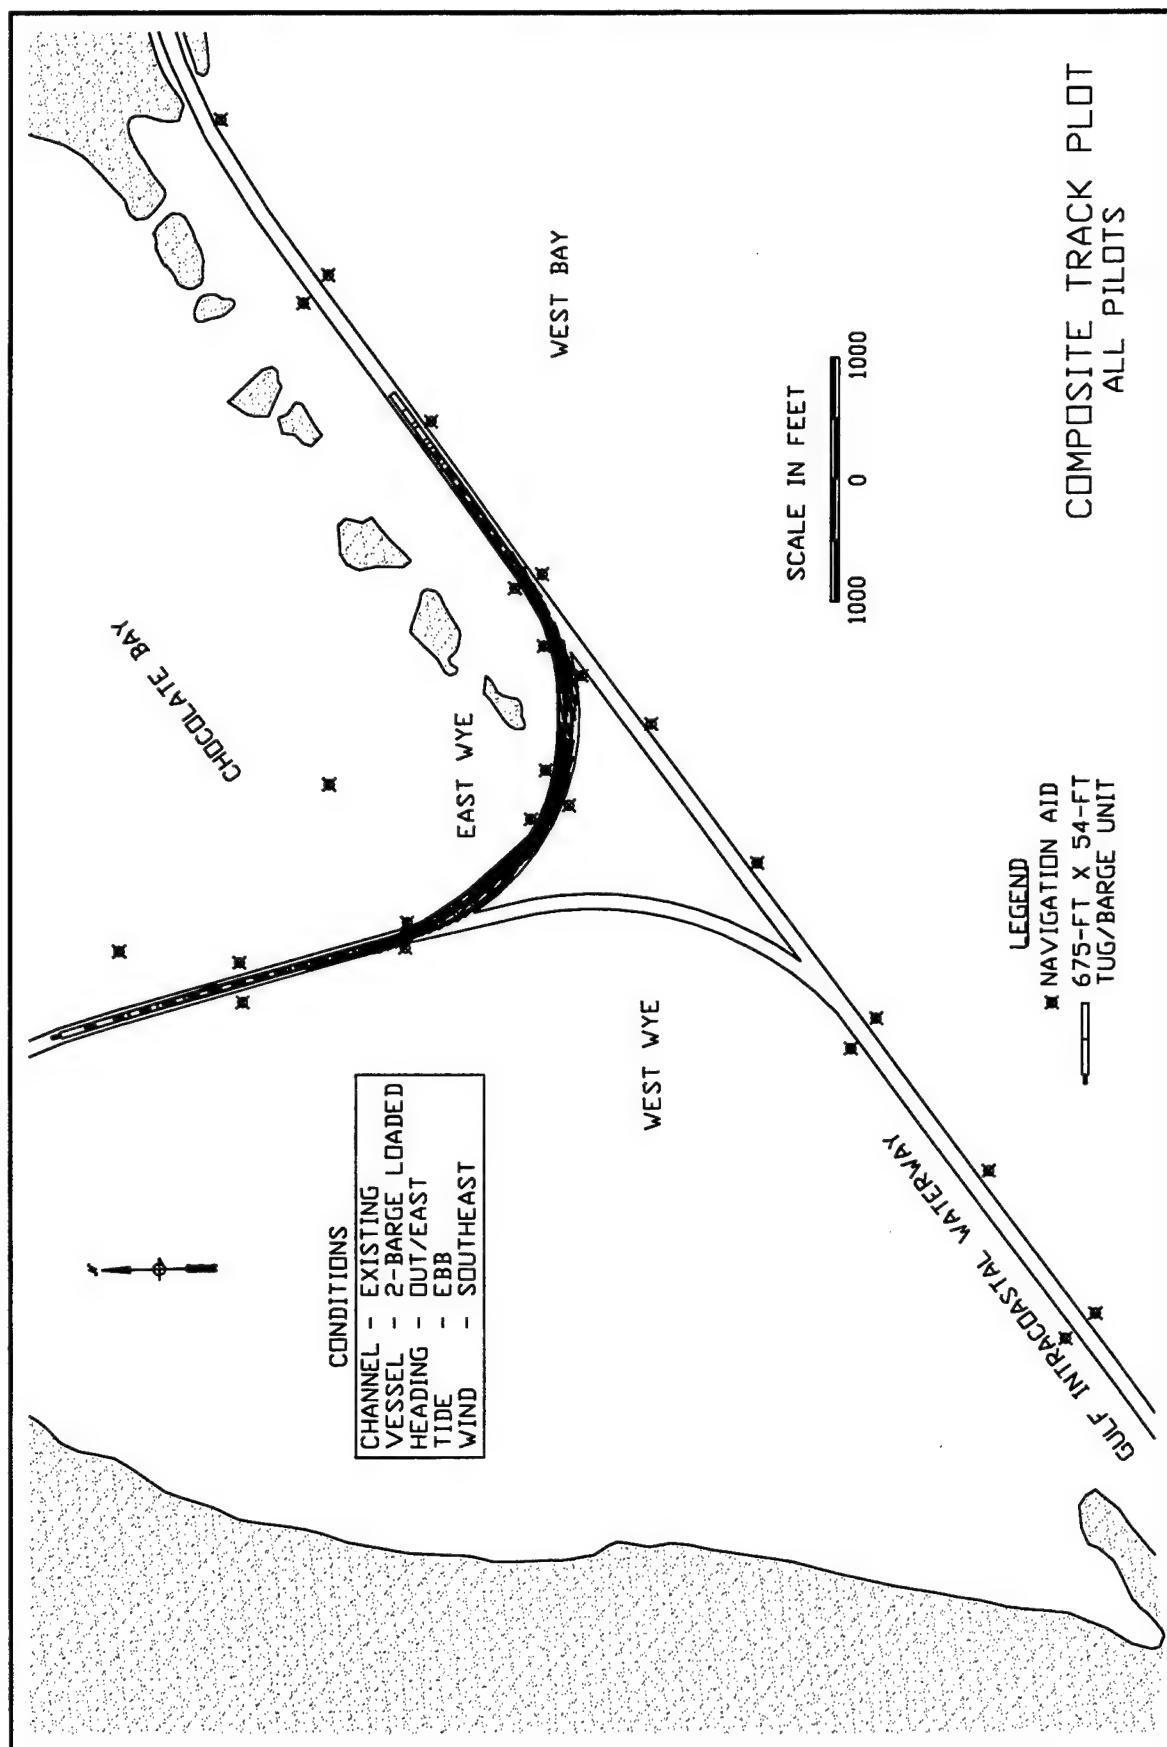 CHOCOLATE BAY
EAST WYE
WEST BAY
WEST WYE
GULF INTRACOASTAL WATERWAY
CONDITIONS
CHANNEL - EXISTING
VESSEL - 2-BARGE LOADED
HEADING - OUT/EAST
TIDE - EBB
WIND - SOUTHEAST
SCALE IN FEET
1000 0 1000
LEGEND
NAVIGATION AID
675-FT X 54-FT
TUG/BARGE UNIT
COMPOSITE TRACK PLOT
ALL PILOTS